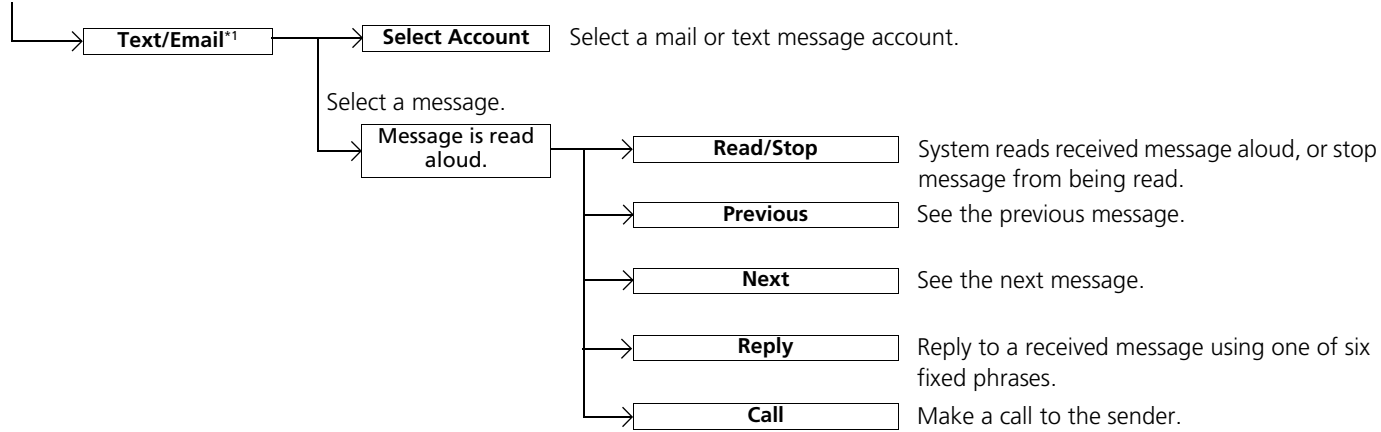 Text/Email*1
Select Account
Select a mail or text message account.
Select a message.
Message is read
aloud.
Read/Stop
System reads received message aloud, or stop
message from being read.
Previous
See the previous message.
Next
See the next message.
Reply
Reply to a received message using one of six
fixed phrases.
Call
Make a call to the sender.